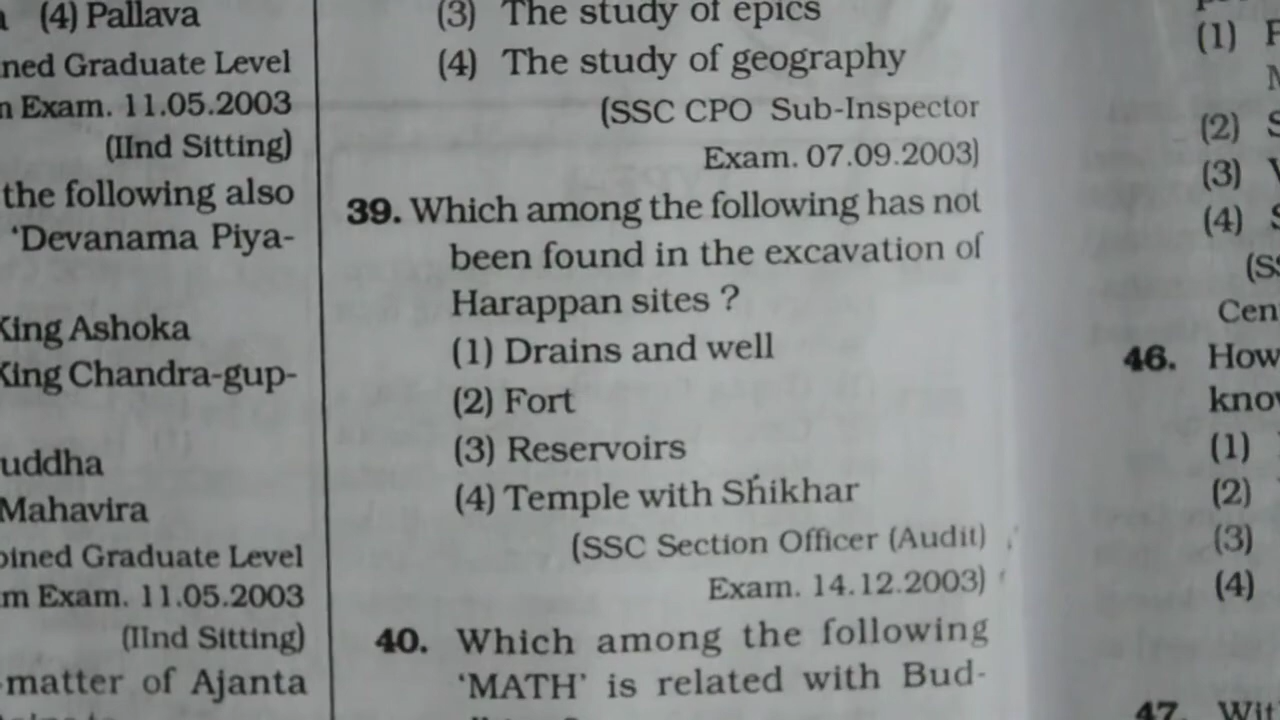 (4) Pallava
ned Graduate Level
Exam. 11.05.2003
(IInd Sitting)
the following also
'Devanama Piya-
King Ashoka
King Chandra-gup-
uddha
Mahavira
ined Graduate Level
m Exam. 11.05.2003
(IInd Sitting)
matter of Ajanta
(3) The study of epics
(4) The study of geography
(SSC CPO Sub-Inspector
Exam. 07.09.2003)
39. Which among the following has not
been found in the excavation of
Harappan sites ?
(1) Drains and well
(2) Fort
(3) Reservoirs
(4) Temple with Shikhar
(SSC Section Officer (Audit)
Exam. 14.12.2003)
40. Which among the following
'MATH' is related with Bud-
(1)
(2)
(3)
(4)
Cen
46. How
know
(1)
(2)
(3)
(4)
47. Wit